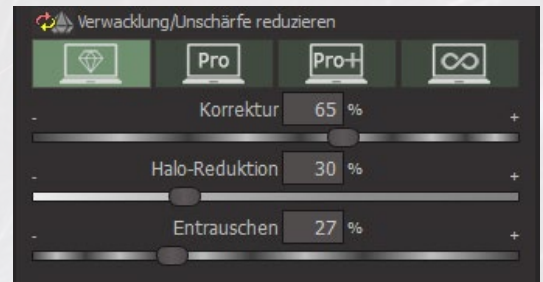 Verwacklung/Unschärfe reduzieren
Pro Pro+
Korrektur 65 %
- +
Halo-Reduktion 30 %
- +
Entrauschen 27 %
- +